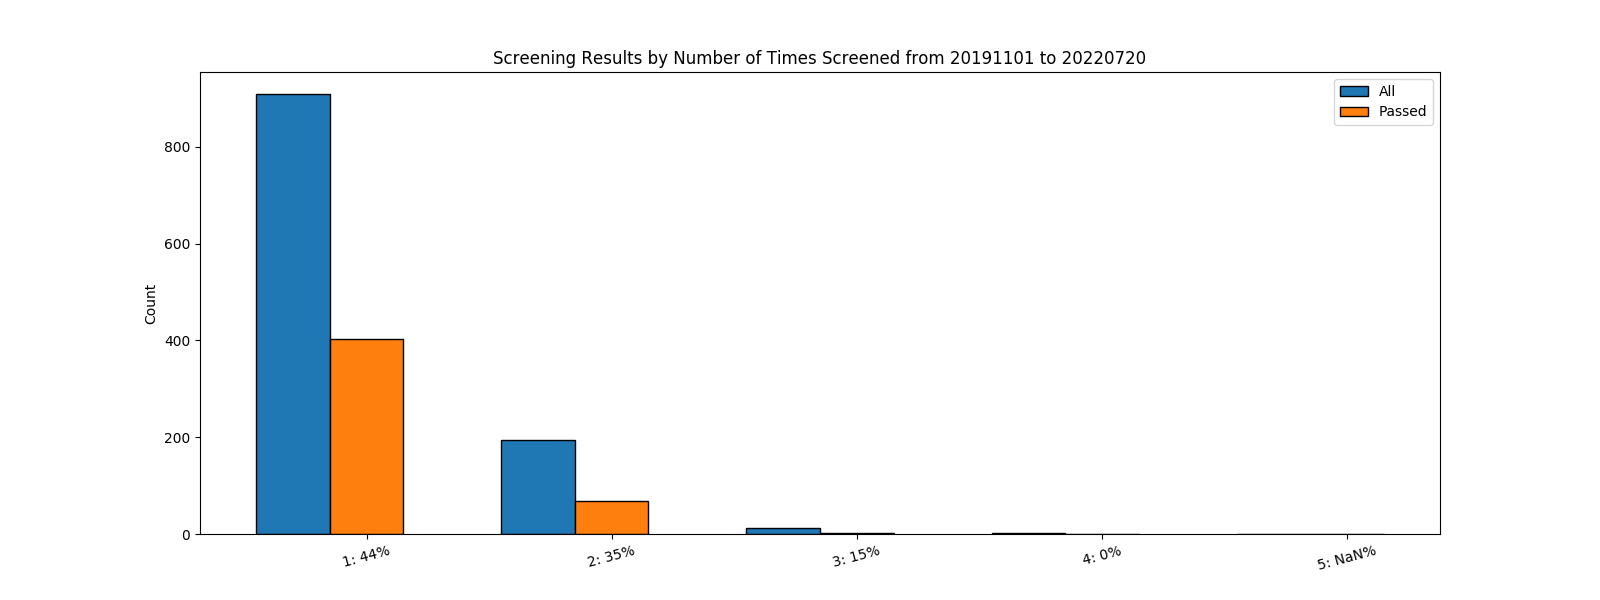 Screening Results by Number of Times Screened from 20191101 to 20220720
All
Passed
800
600
400
200
0
Count
1: 44%
2: 35%
3: 15%
4: 0%
5: NaN%